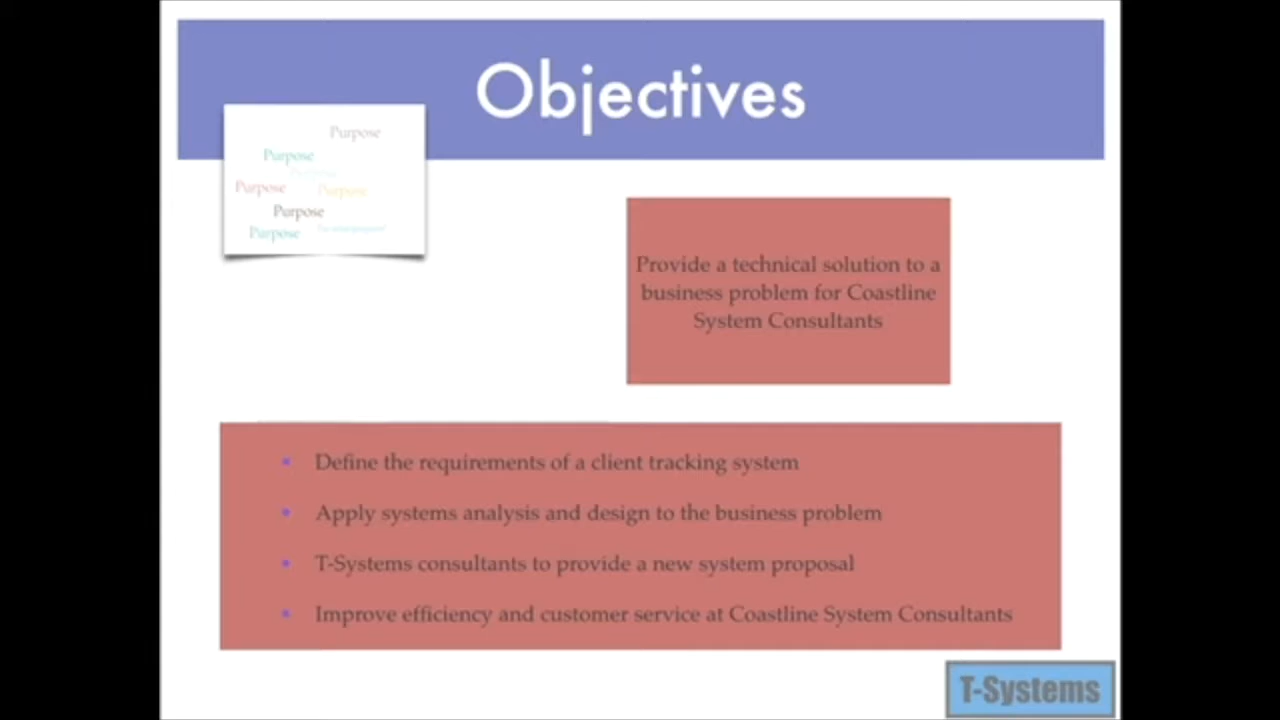 Objectives
Purpose
Purpose
Purpose
Purpose
Purpose
Purpose
Purpose
Provide a technical solution to a
business problem for Coastline
System Consultants
Define the requirements of a client tracking system
Apply systems analysis and design to the business problem
T-Systems consultants to provide a new system proposal
Improve efficiency and customer service at Coastline System Consultants
T-Systems